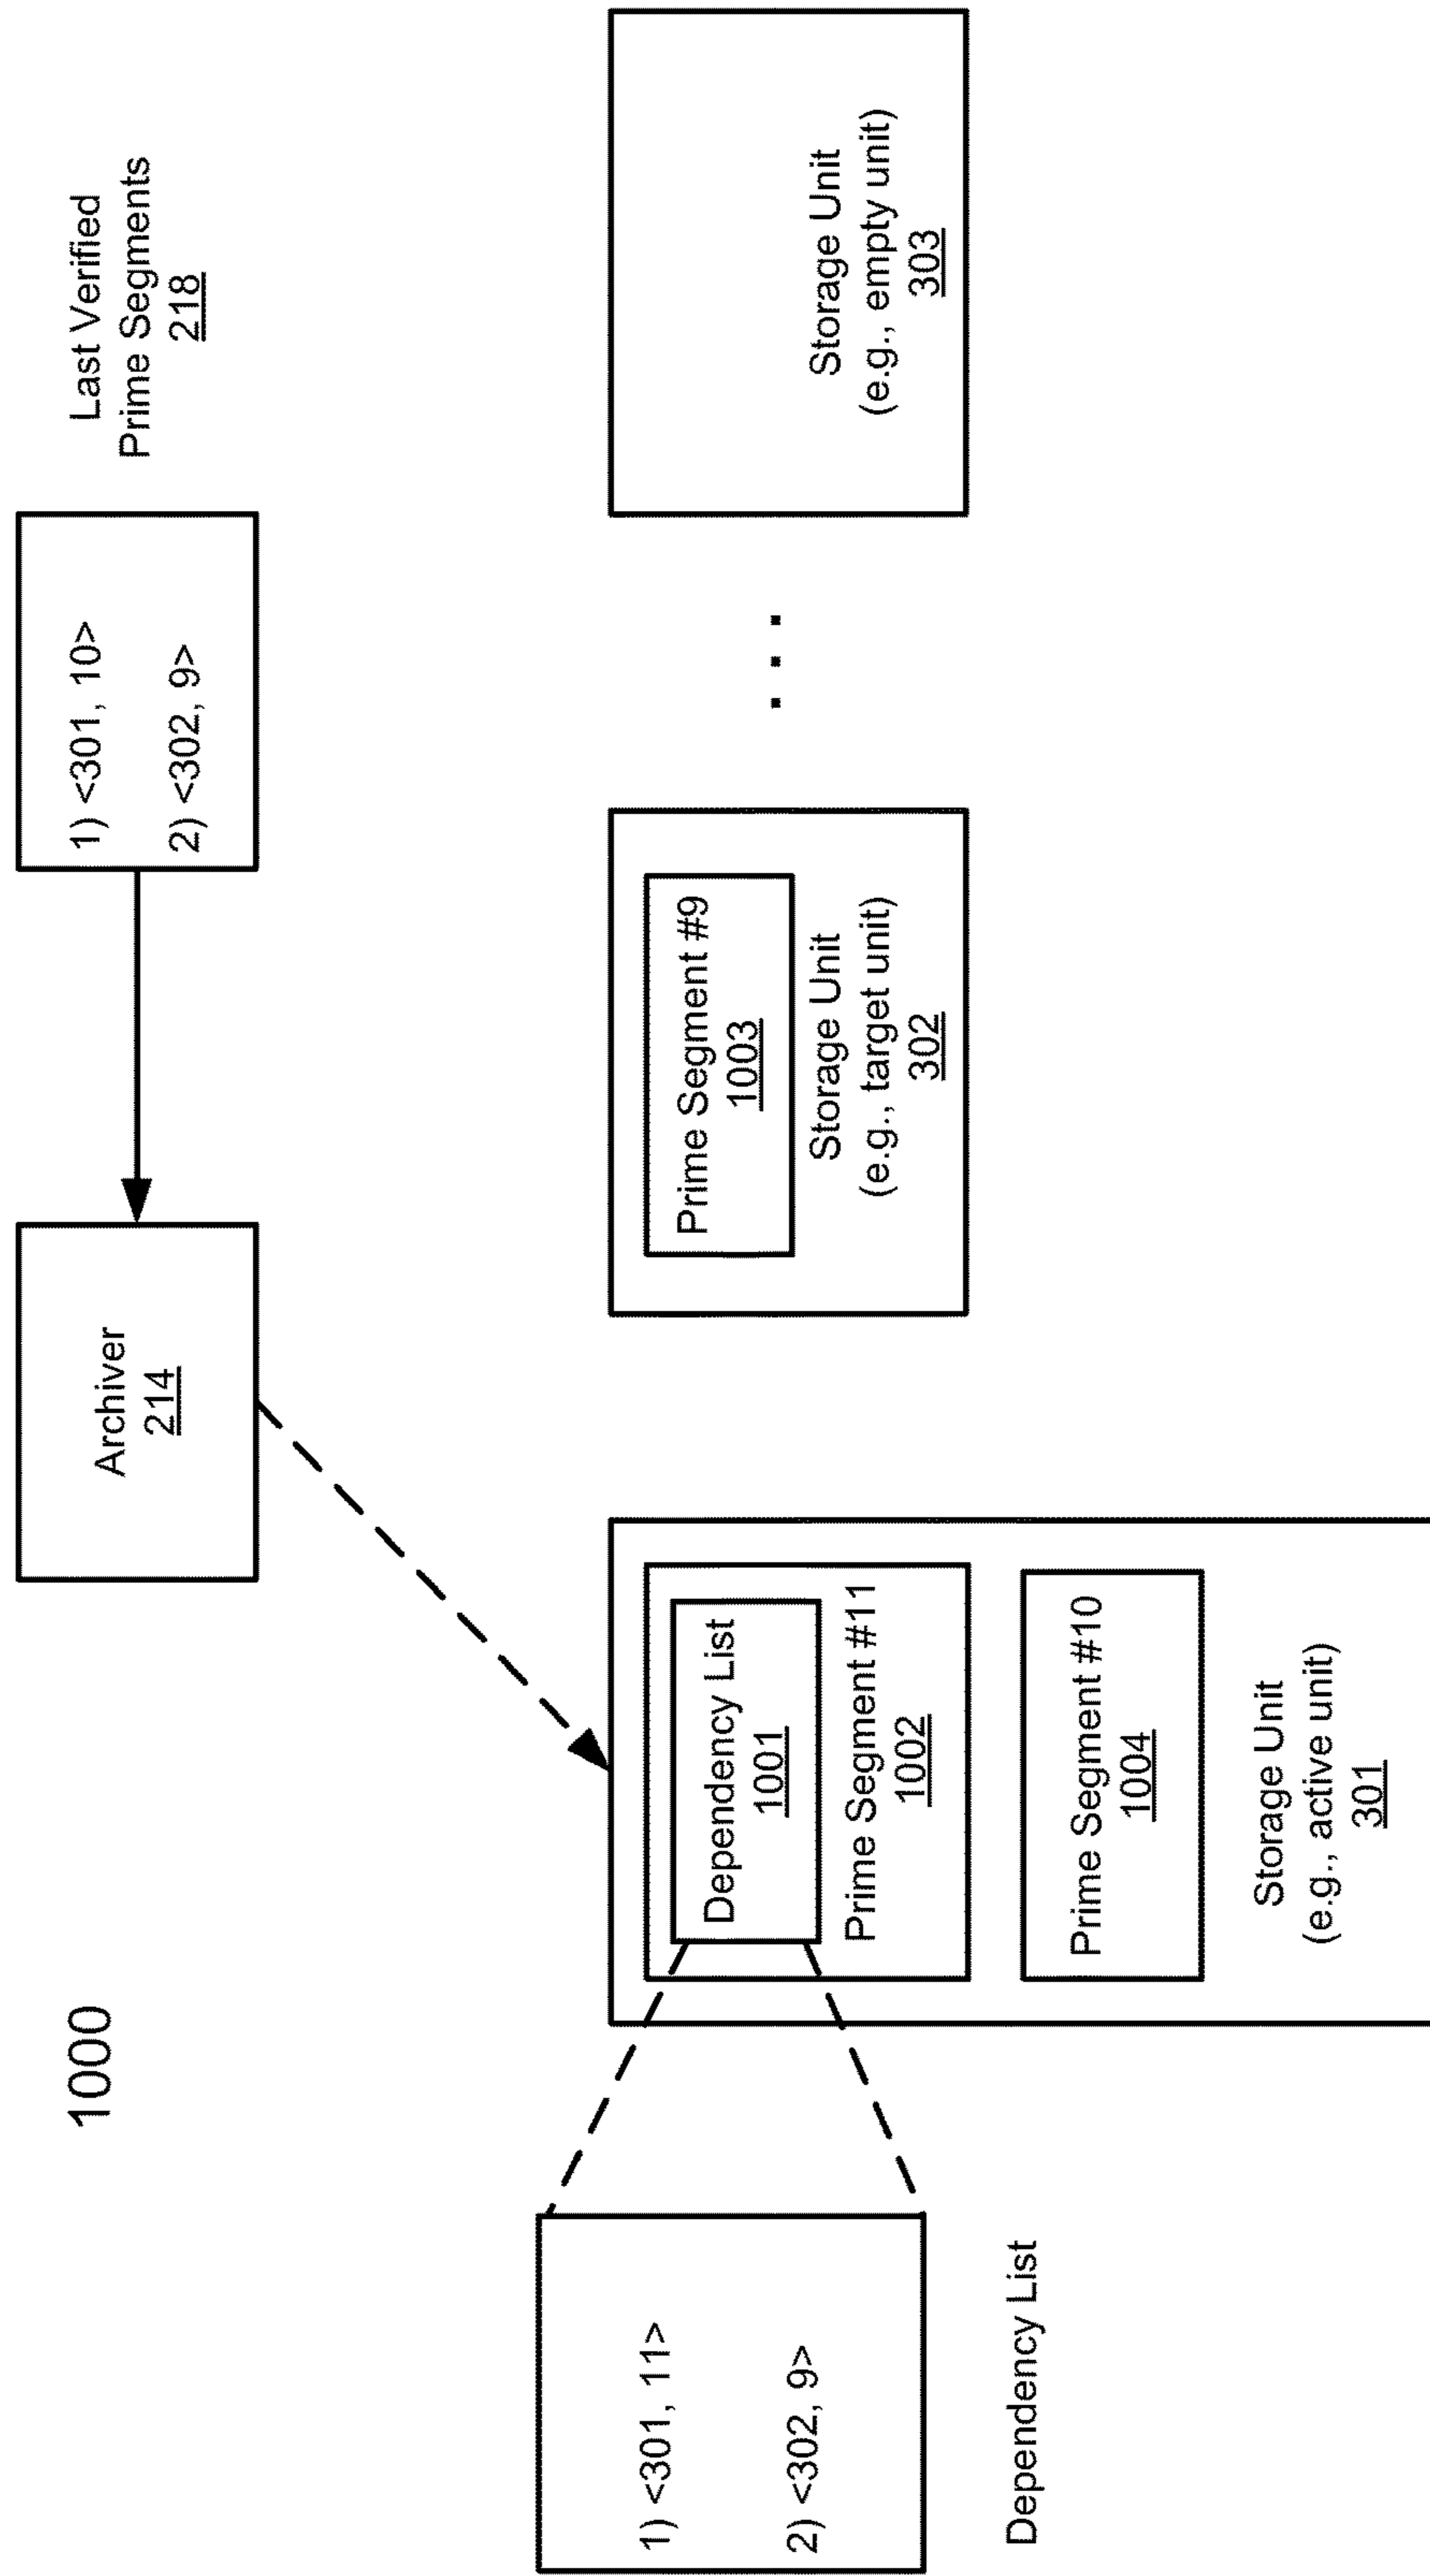 1000
Archiver
214
1) <301, 10>
2) <302, 9>
Last Verified
Prime Segments
218
1) <301, 11>
2) <302, 9>
Dependency List
Dependency List
1001
Prime Segment #11
1002
Prime Segment #10
1004
Storage Unit
(e.g., active unit)
301
Prime Segment #9
1003
Storage Unit
(e.g., target unit)
302
. . .
Storage Unit
(e.g., empty unit)
303